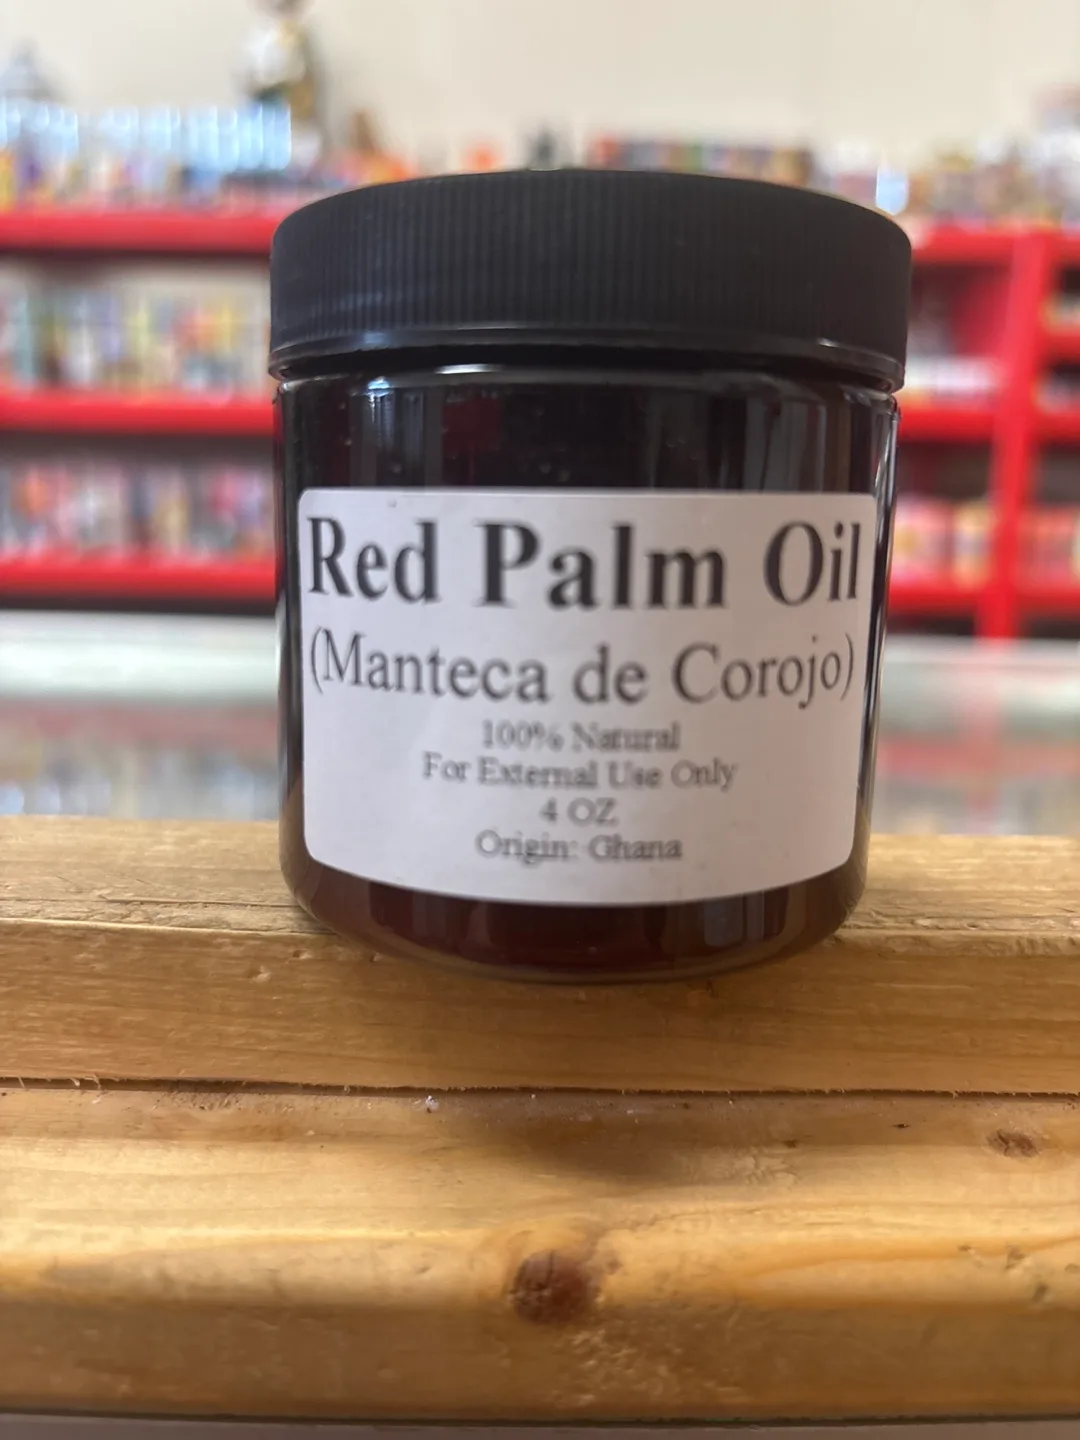 Red Palm Oil
(Manteca de Corojo)
100% Natural
For External Use Only
4 OZ
Origin: Ghana